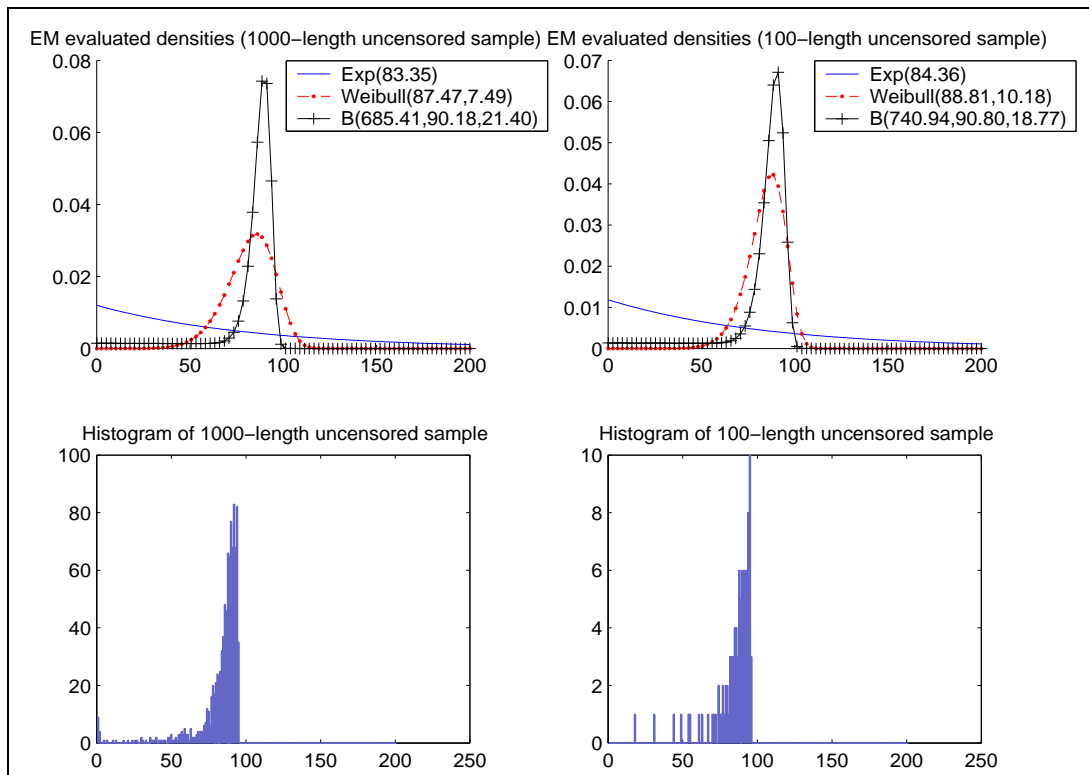 EM evaluated densities (1000−length uncensored sample)
0.08
0.06
0.04
0.02
0
0 50 100 150 200
Exp(83.35)
Weibull(87.47,7.49)
B(685.41,90.18,21.40)
EM evaluated densities (100−length uncensored sample)
0.07
0.06
0.05
0.04
0.03
0.02
0.01
0
0 50 100 150 200
Exp(84.36)
Weibull(88.81,10.18)
B(740.94,90.80,18.77)
Histogram of 1000−length uncensored sample
100
80
60
40
20
0
0 50 100 150 200 250
Histogram of 100−length uncensored sample
10
8
6
4
2
0
0 50 100 150 200 250